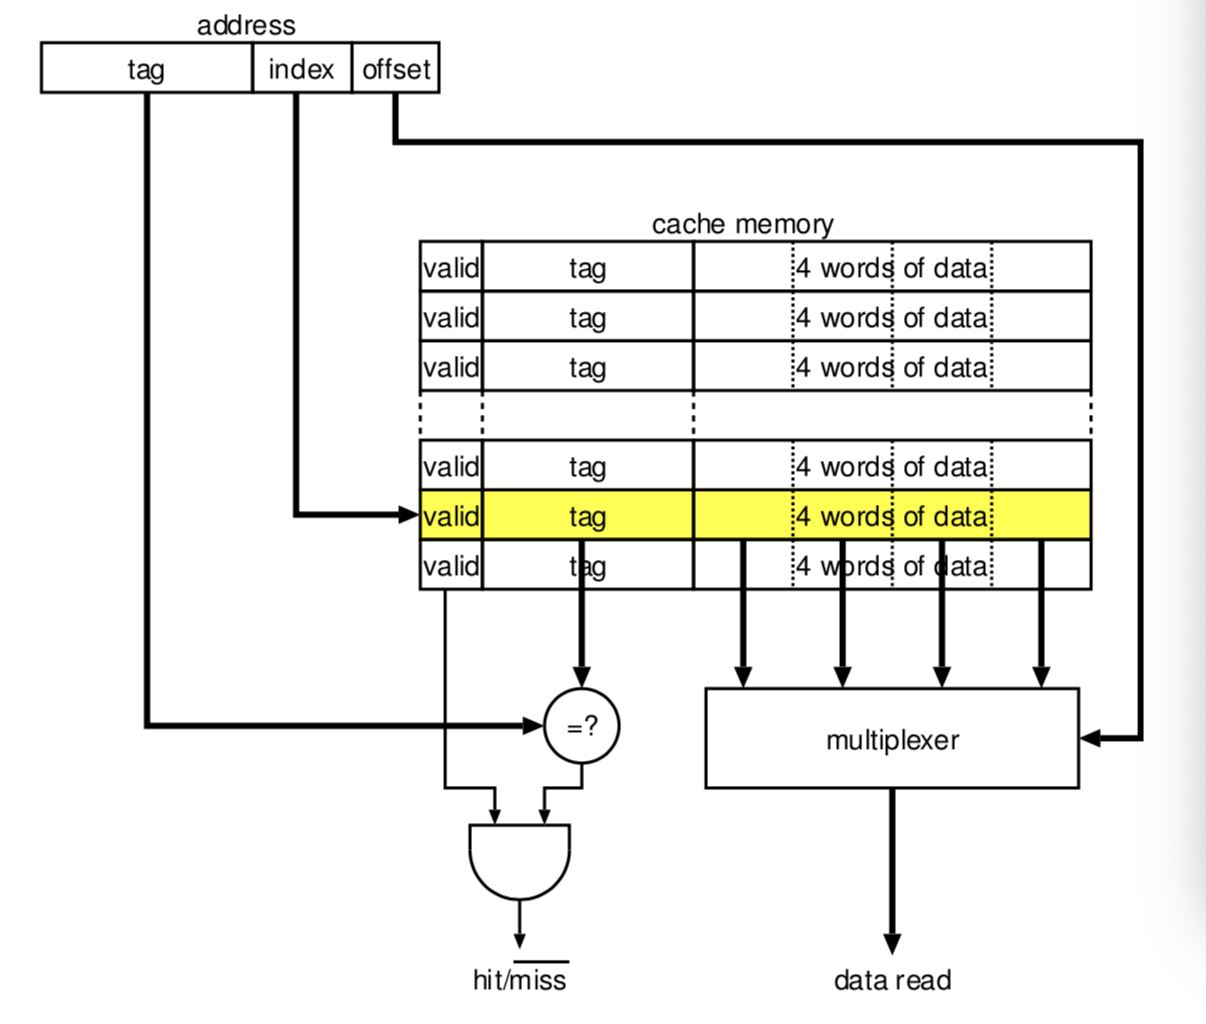 address
tag index offset
cache memory
valid tag 4 words of data
valid tag 4 words of data
valid tag 4 words of data
valid tag 4 words of data
valid tag 4 words of data
valid tag 4 words of data
=?
multiplexer
hit/miss
data read